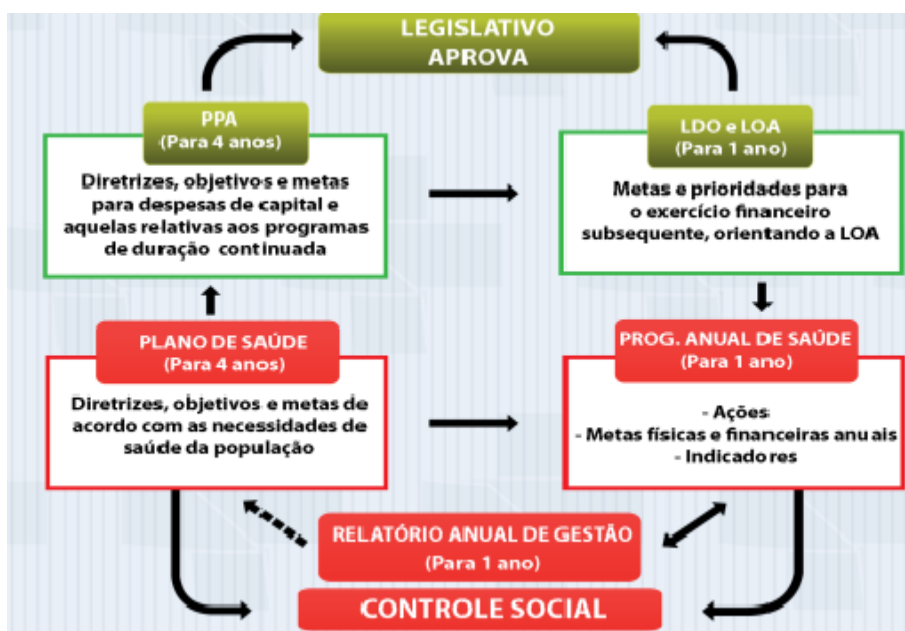 LEGISLATIVO
APROVA
PPA
(Para 4 anos)
Diretrizes, objetivos e metas
para despesas de capital e
aquelas relativas aos programas
de duração continuada
LDO e LOA
(Para 1 ano)
Metas e prioridades para
o exercício financeiro
subsequente, orientando a LOA
PLANO DE SAÚDE
(Para 4 anos)
Diretrizes, objetivos e metas de
acordo com as necessidades de
saúde da população
PROG. ANUAL DE SAÚDE
(Para 1 ano)
- Ações
- Metas físicas e financeiras anuais
- Indicadores
RELATÓRIO ANUAL DE GESTÃO
(Para 1 ano)
CONTROLE SOCIAL